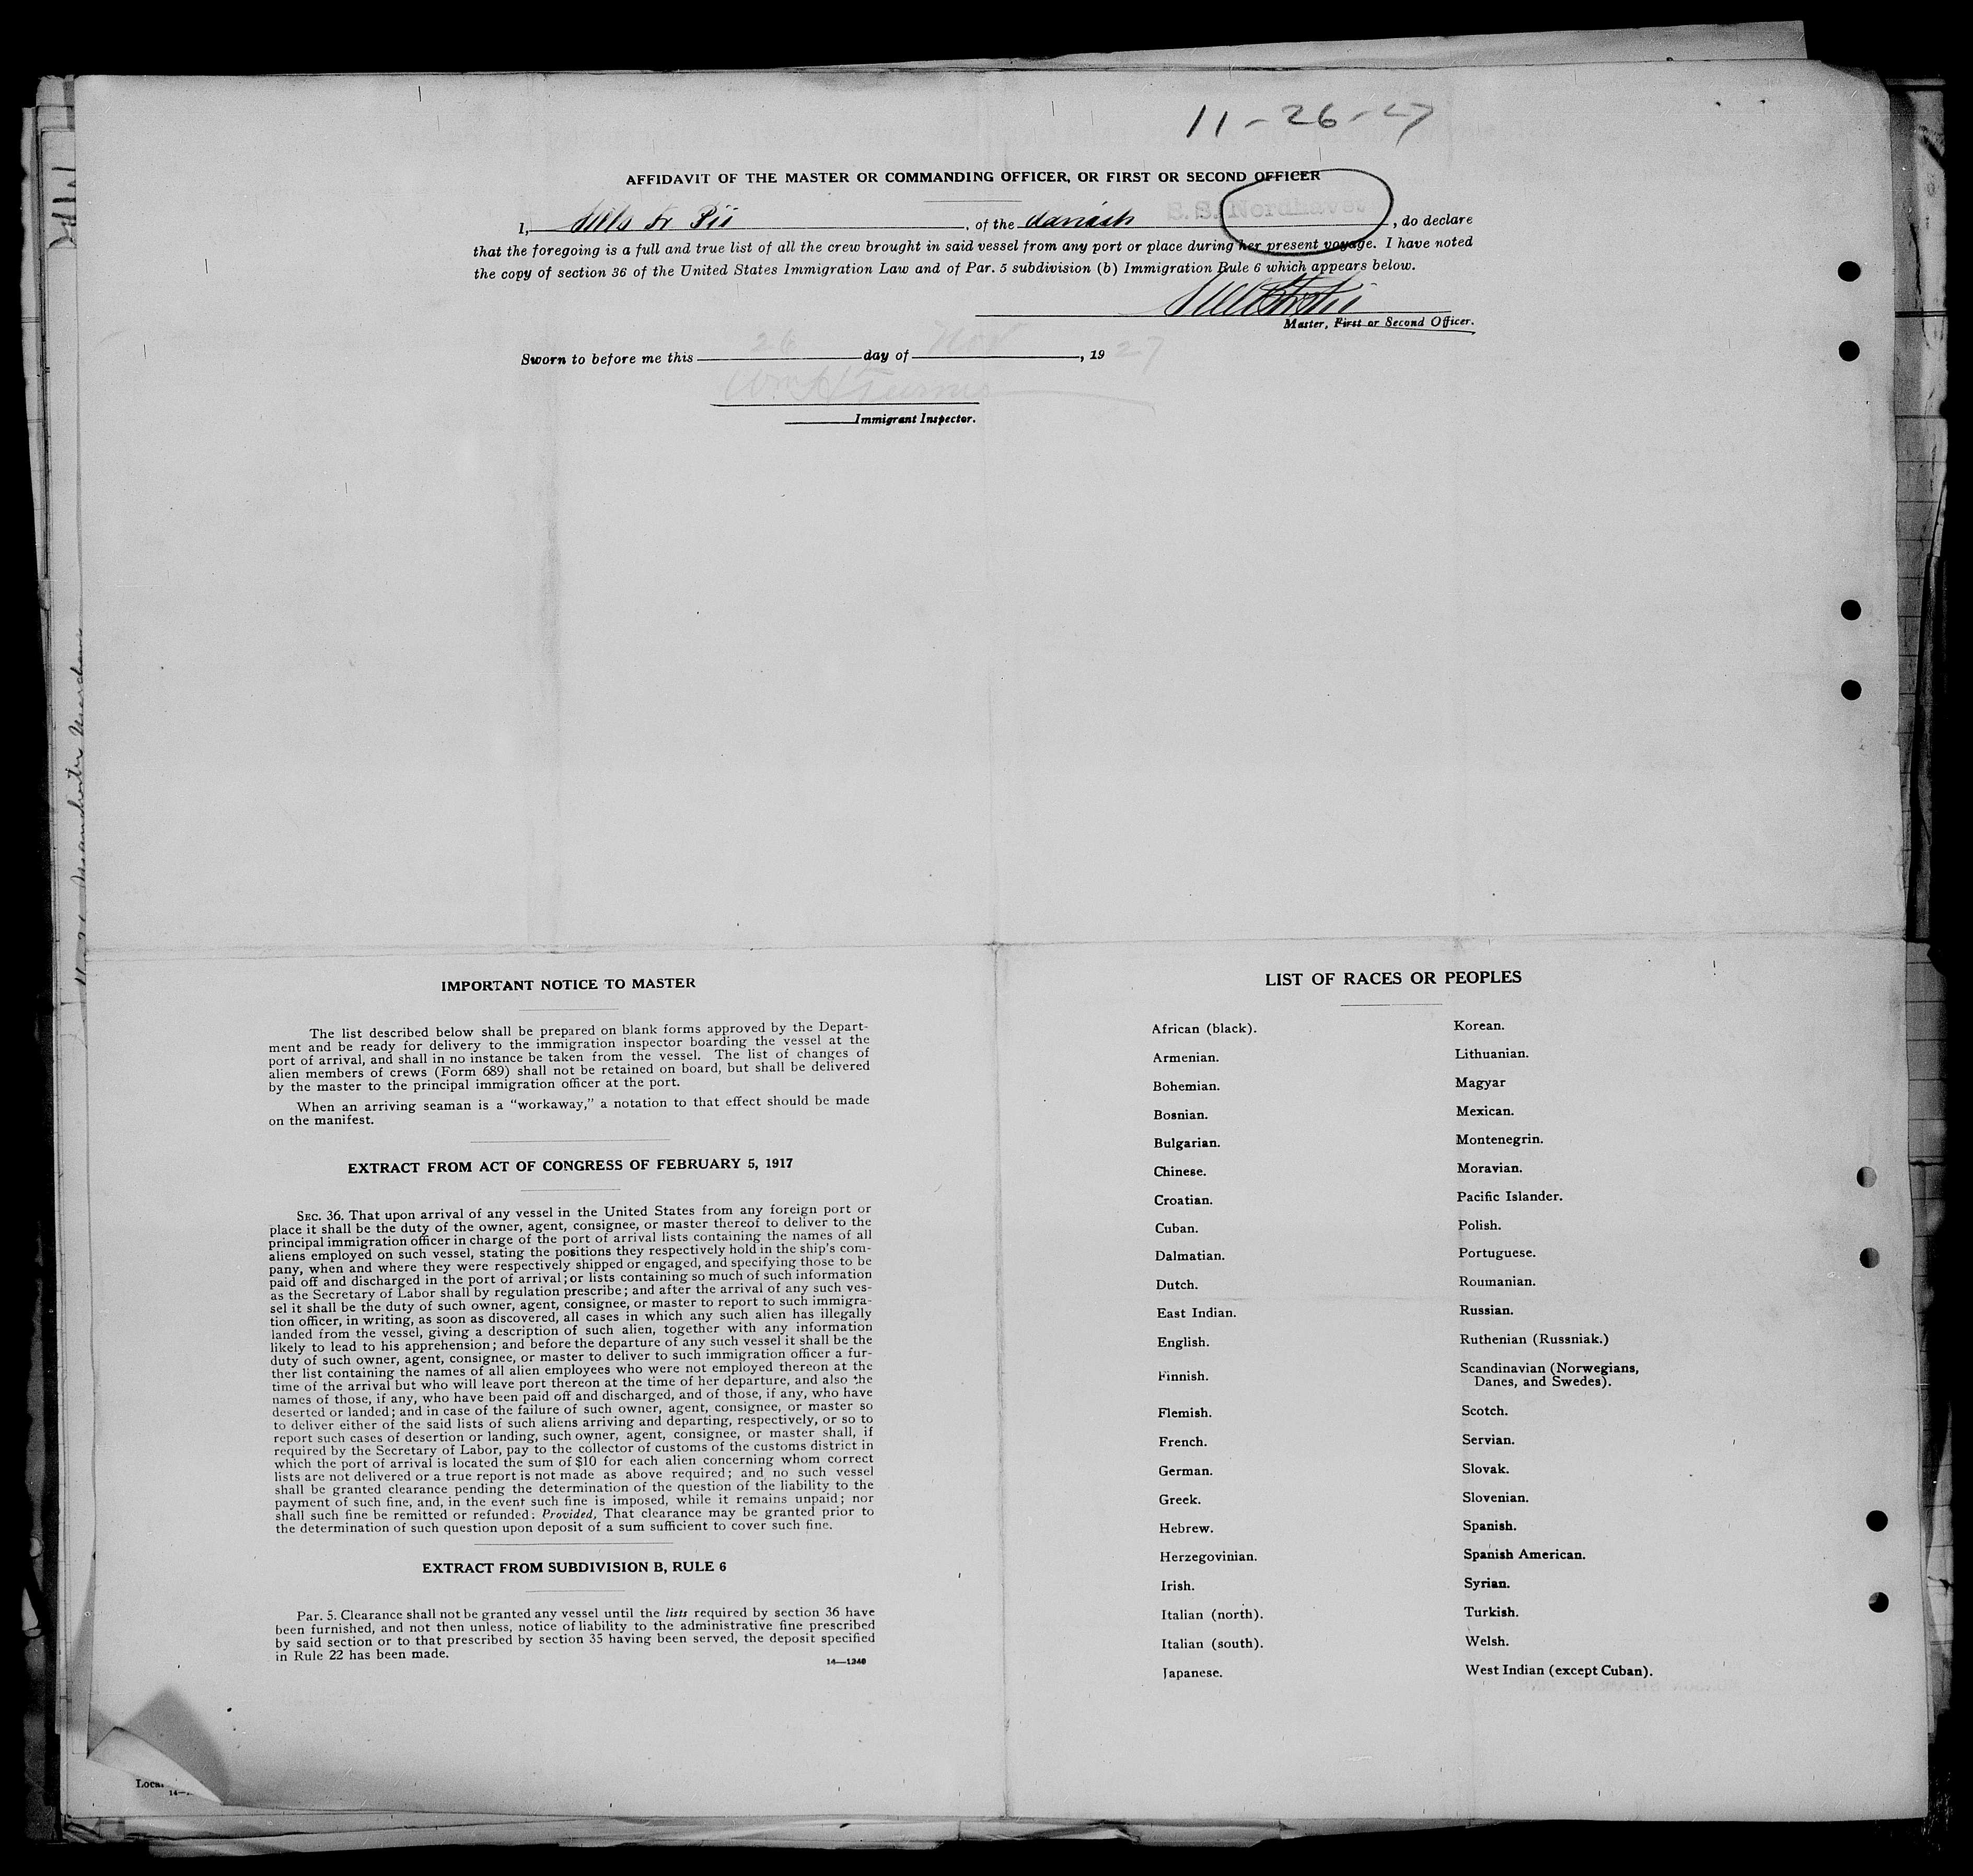 11-26-27
AFFIDAVIT OF THE MASTER OR COMMANDING OFFICER, OR FIRST OR SECOND OFFICER
I, Pii, of the danish S. S. Nordhavet, do declare
that the foregoing is a full and true list of all the crew brought in said vessel from any port or place during her present voyage. I have noted
the copy of section 36 of the United States Immigration Law and of Par. 5 subdivision (b) Immigration Rule 6 which appears below.
Master, First or Second Officer.
Sworn to before me this 26 day of Nov, 1927
Immigrant Inspector.
IMPORTANT NOTICE TO MASTER
The list described below shall be prepared on blank forms approved by the Depart-
ment and be ready for delivery to the immigration inspector boarding the vessel at the
port of arrival, and shall in no instance be taken from the vessel. The list of changes of
alien members of crews (Form 689) shall not be retained on board, but shall be delivered
by the master to the principal immigration officer at the port.
When an arriving seaman is a "workaway," a notation to that effect should be made
on the manifest.
EXTRACT FROM ACT OF CONGRESS OF FEBRUARY 5, 1917
SEC. 36. That upon arrival of any vessel in the United States from any foreign port or
place it shall be the duty of the owner, agent, consignee, or master thereof to deliver to the
principal immigration officer in charge of the port of arrival lists containing the names of all
aliens employed on such vessel, stating the positions they respectively hold in the ship's com-
pany, when and where they were respectively shipped or engaged, and specifying those to be
paid off and discharged in the port of arrival; or lists containing so much of such information
as the Secretary of Labor shall by regulation prescribe; and after the arrival of any such ves-
sel it shall be the duty of such owner, agent, consignee, or master to report to such immigra-
tion officer, in writing, as soon as discovered, all cases in which any such alien has illegally
landed from the vessel, giving a description of such alien, together with any information
likely to lead to his apprehension; and before the departure of any such vessel it shall be the
duty of such owner, agent, consignee, or master to deliver to such immigration officer a fur-
ther list containing the names of all alien employees who were not employed thereon at the
time of the arrival but who will leave port thereon at the time of her departure, and also the
names of those, if any, who have been paid off and discharged, and of those, if any, who have
deserted or landed; and in case of the failure of such owner, agent, consignee, or master so
to deliver either of the said lists of such aliens arriving and departing, respectively, or so to
report such cases of desertion or landing, such owner, agent, consignee, or master shall, if
required by the Secretary of Labor, pay to the collector of customs of the customs district in
which the port of arrival is located the sum of $10 for each alien concerning whom correct
lists are not delivered or a true report is not made as above required; and no such vessel
shall be granted clearance pending the determination of the question of the liability to the
payment of such fine, and, in the event such fine is imposed, while it remains unpaid; nor
shall such fine be remitted or refunded: Provided, That clearance may be granted prior to
the determination of such question upon deposit of a sum sufficient to cover such fine.
EXTRACT FROM SUBDIVISION B, RULE 6
Par. 5. Clearance shall not be granted any vessel until the lists required by section 36 have
been furnished, and not then unless, notice of liability to the administrative fine prescribed
by said section or to that prescribed by section 35 having been served, the deposit specified
in Rule 22 has been made.
14—1240
LIST OF RACES OR PEOPLES
African (black).
Armenian.
Bohemian.
Bosnian.
Bulgarian.
Chinese.
Croatian.
Cuban.
Dalmatian.
Dutch.
East Indian.
English.
Finnish.
Flemish.
French.
German.
Greek.
Hebrew.
Herzegovinian.
Irish.
Italian (north).
Italian (south).
Japanese.
Korean.
Lithuanian.
Magyar
Mexican.
Montenegrin.
Moravian.
Pacific Islander.
Polish.
Portuguese.
Roumanian.
Russian.
Ruthenian (Russniak.)
Scandinavian (Norwegians,
Danes, and Swedes).
Scotch.
Servian.
Slovak.
Slovenian.
Spanish.
Spanish American.
Syrian.
Turkish.
Welsh.
West Indian (except Cuban).